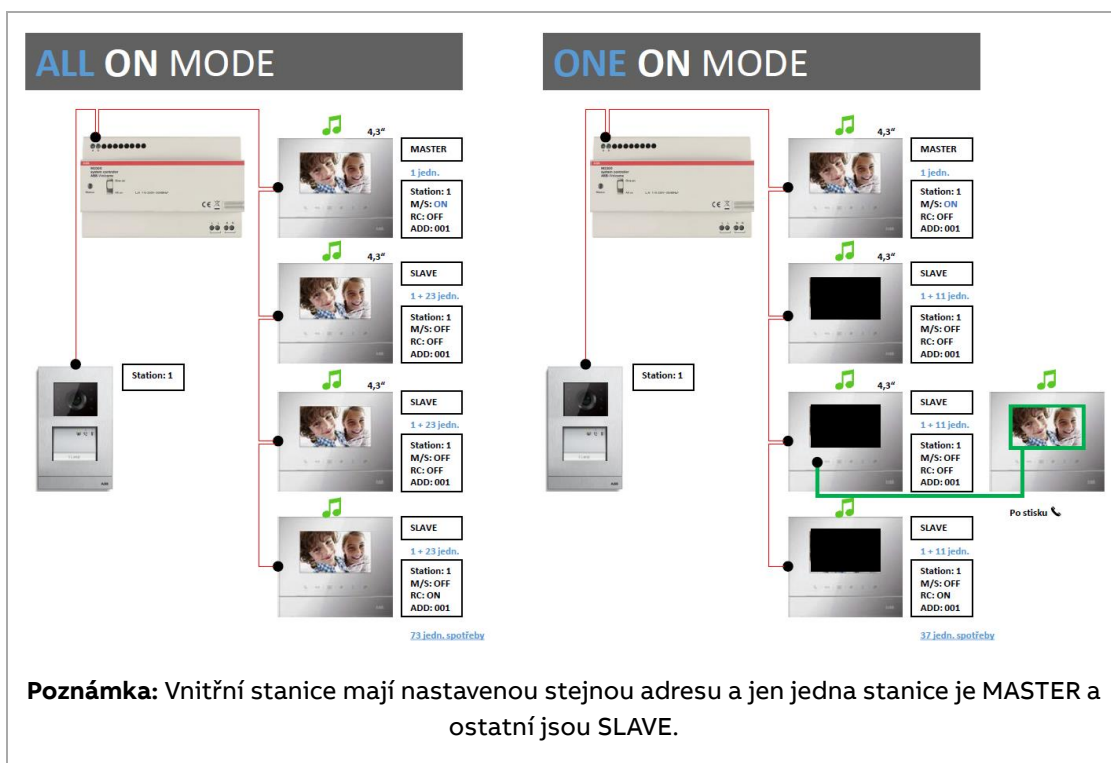 ALL ON MODE
4,3“
MASTER
1 jedn.
Station: 1
M/S: ON
RC: OFF
ADD: 001
4,3“
SLAVE
1 + 23 jedn.
Station: 1
M/S: OFF
RC: OFF
ADD: 001
Station: 1
4,3“
SLAVE
1 + 23 jedn.
Station: 1
M/S: OFF
RC: OFF
ADD: 001
SLAVE
1 + 23 jedn.
Station: 1
M/S: OFF
RC: ON
ADD: 001
73 jedn. spotřeby
ONE ON MODE
4,3“
MASTER
1 jedn.
Station: 1
M/S: ON
RC: OFF
ADD: 001
4,3“
SLAVE
1 + 11 jedn.
Station: 1
M/S: OFF
RC: OFF
ADD: 001
Station: 1
4,3“
SLAVE
1 + 11 jedn.
Station: 1
M/S: OFF
RC: OFF
ADD: 001
Po stisku
SLAVE
1 + 11 jedn.
Station: 1
M/S: OFF
RC: ON
ADD: 001
37 jedn. spotřeby
Poznámka: Vnitřní stanice mají nastavenou stejnou adresu a jen jedna stanice je MASTER a
ostatní jsou SLAVE.